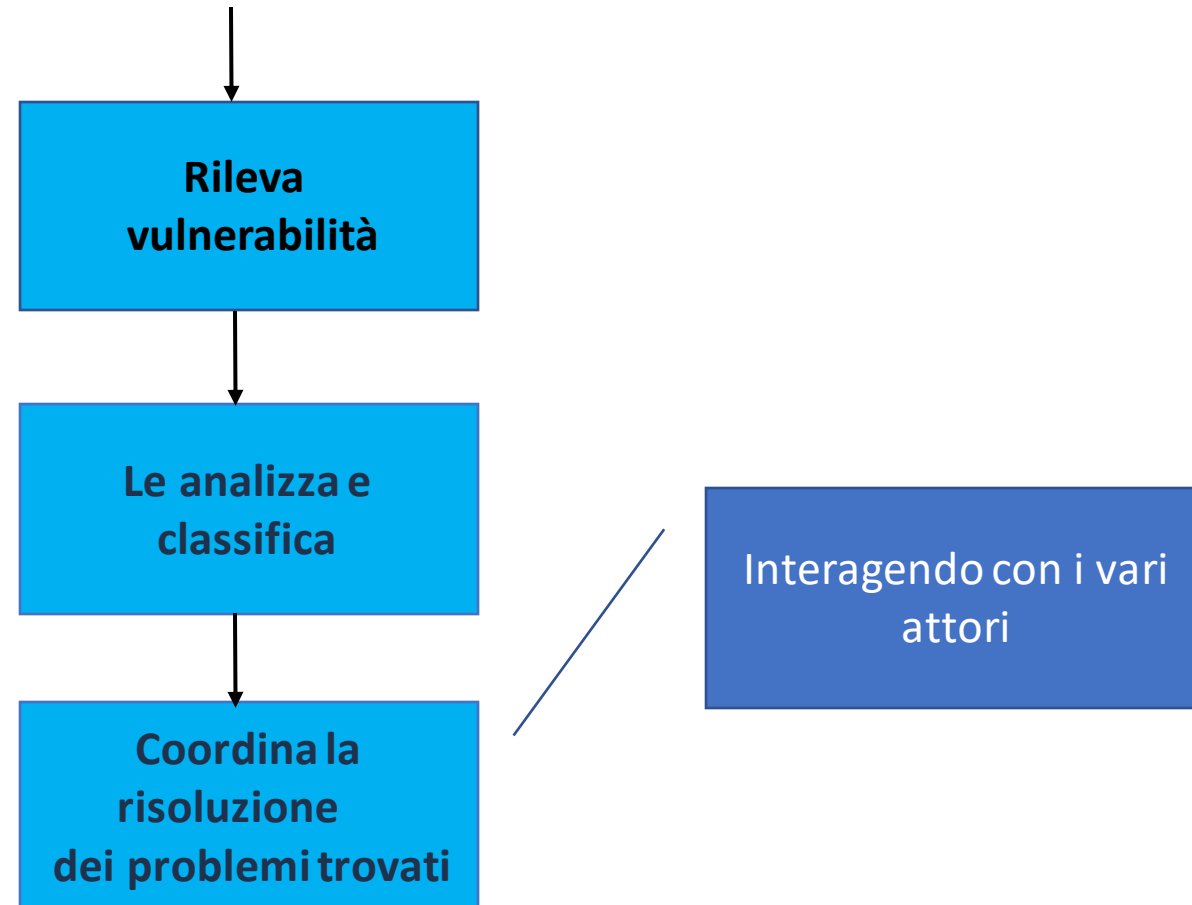 Rileva
vulnerabilità
Le analizza e
classifica
Interagendo con i vari
attori
Coordina la
risoluzione
dei problemi trovati